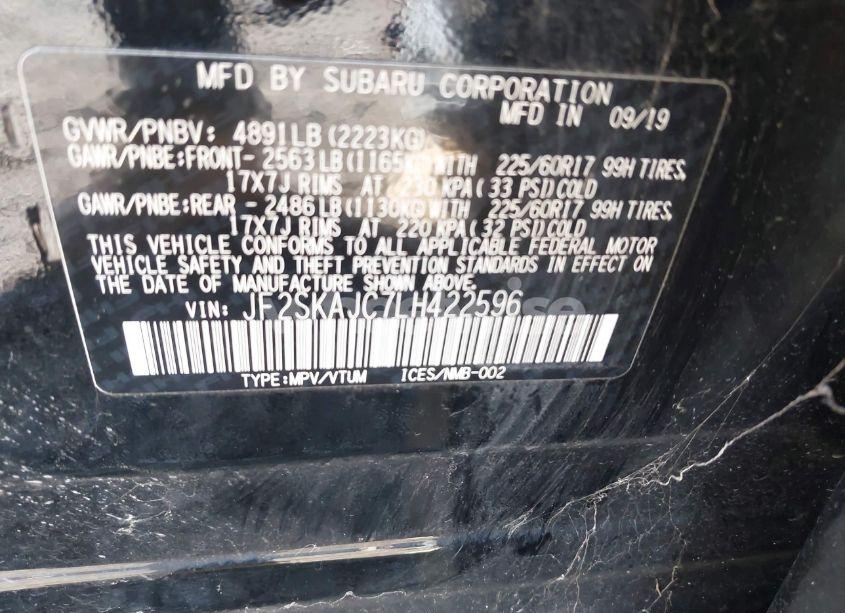 MFD BY SUBARU CORPORATION
MFD IN 09/19
GVWR/PNBV: 4891LB(2223KG)
GAWR/PNBE:FRONT- 2563LB(1165KG)WITH 225/60R17 99H TIRES,
17X7J RIMS AT 230 KPA(33 PSI)COLD
GAWR/PNBE:REAR - 2486LB(1130KG)WITH 225/60R17 99H TIRES,
17X7J RIMS AT 220 KPA(32 PSI)COLD
THIS VEHICLE CONFORMS TO ALL APPLICABLE FEDERAL MOTOR
VEHICLE SAFETY AND THEFT PREVENTION STANDARDS IN EFFECT ON
THE DATE OF MANUFACTURE SHOWN ABOVE.
VIN: JF2SKAJC7LH422596
TYPE:MPV/VTUM ICES/NMB-002